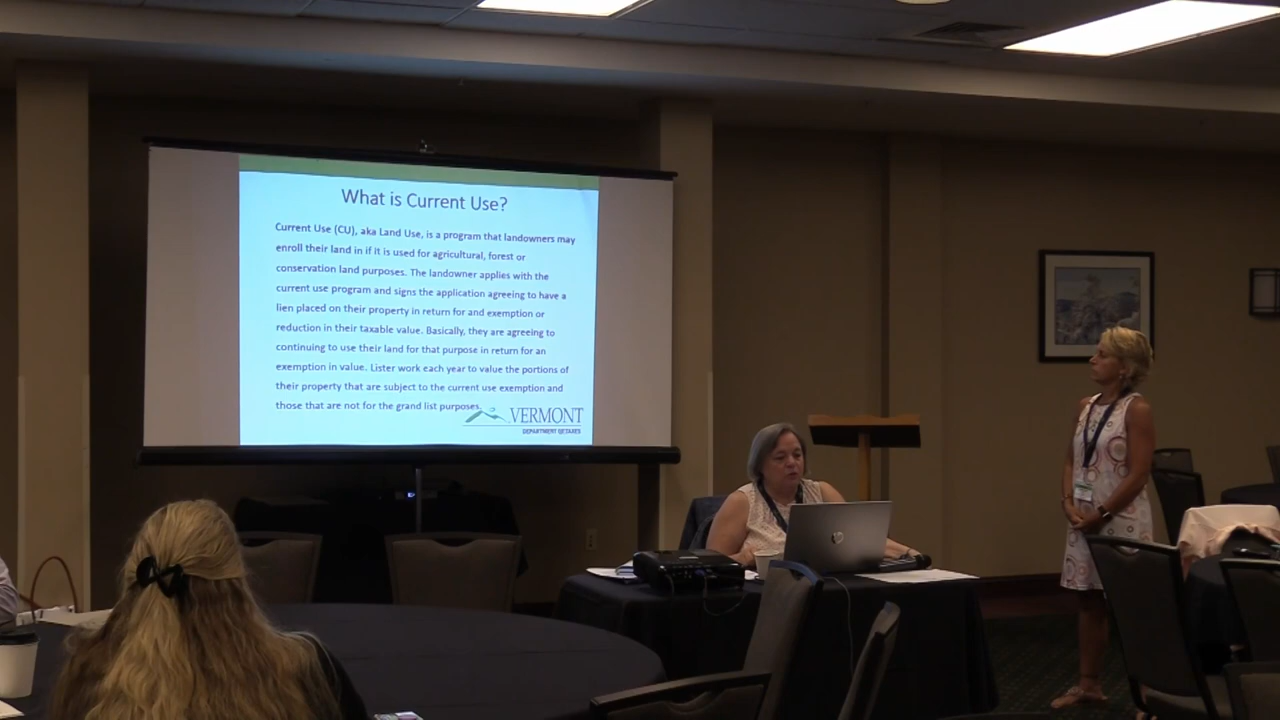 What is Current Use?
Current Use (CU), aka Land Use, is a program that landowners may
enroll their land in if it is used for agricultural, forest or
conservation land purposes. The landowner applies with the
current use program and signs the application agreeing to have a
lien placed on their property in return for and exemption or
reduction in their taxable value. Basically, they are agreeing to
continuing to use their land for that purpose in return for an
exemption in value. Lister work each year to value the portions of
their property that are subject to the current use exemption and
those that are not for the grand list purposes.
VERMONT
DEPARTMENT OF TAXES
hp